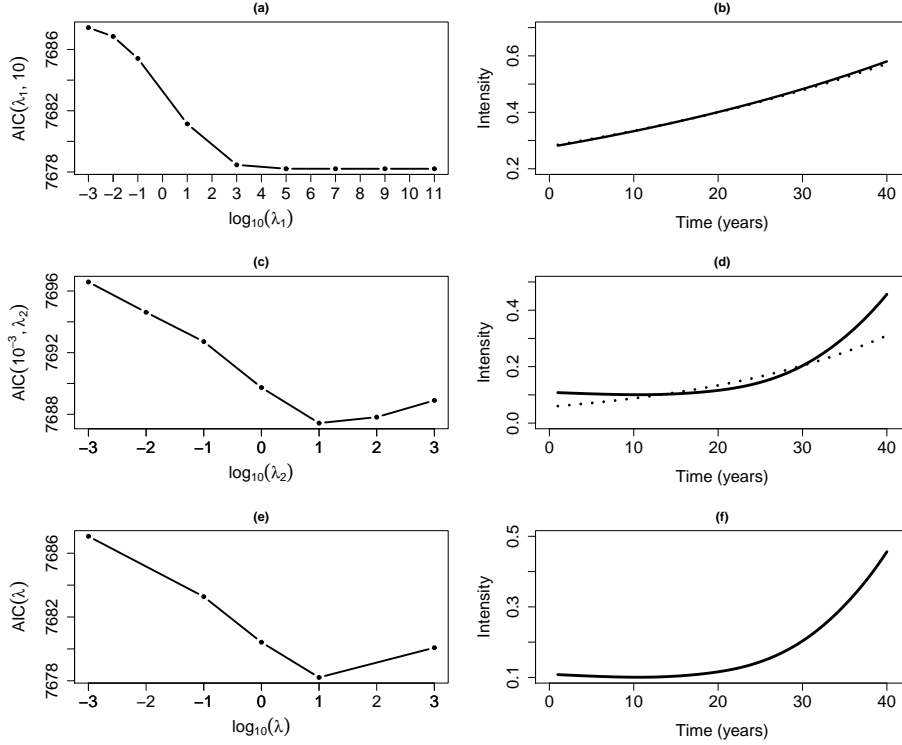 (a)
AIC(λ₁, 10)
7678 7682 7686
−3 −2 −1 0 1 2 3 4 5 6 7 8 9 10 11
log₁₀(λ₁)
(b)
Intensity
0.2 0.4 0.6
0 10 20 30 40
Time (years)
(c)
AIC(10⁻³, λ₂)
7688 7692 7696
−3 −2 −1 0 1 2 3
log₁₀(λ₂)
(d)
Intensity
0.0 0.2 0.4
0 10 20 30 40
Time (years)
(e)
AIC(λ)
7678 7682 7686
−3 −2 −1 0 1 2 3
log₁₀(λ)
(f)
Intensity
0.1 0.3 0.5
0 10 20 30 40
Time (years)